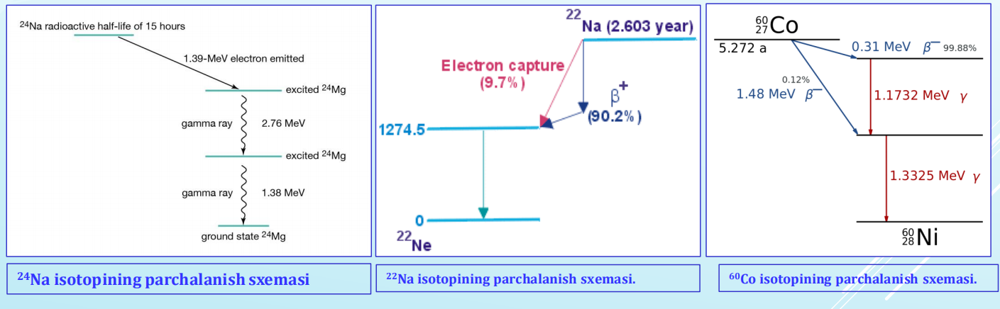 ²⁴Na radioactive half-life of 15 hours
1.39-MeV electron emitted
excited ²⁴Mg
gamma ray 2.76 MeV
excited ²⁴Mg
gamma ray 1.38 MeV
ground state ²⁴Mg
²⁴Na isotopining parchalanish sxemasi
²²Na (2.603 year)
Electron capture
(9.7%)
β⁺
(90.2%)
1274.5
0
²²Ne
²²Na isotopining parchalanish sxemasi.
⁶⁰₂₇Co
5.272 a
0.31 MeV β⁻ 99.88%
0.12%
1.48 MeV β⁻
1.1732 MeV γ
1.3325 MeV γ
⁶⁰₂₈Ni
⁶⁰Co isotopining parchalanish sxemasi.